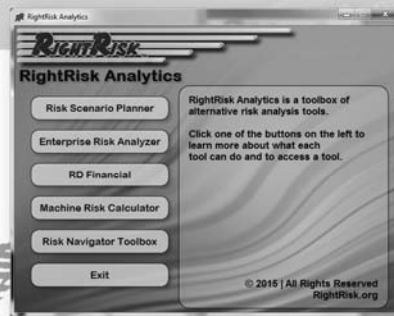 RightRisk Analytics
RIGHTRISK
RightRisk Analytics
Risk Scenario Planner
Enterprise Risk Analyzer
RD Financial
Machine Risk Calculator
Risk Navigator Toolbox
Exit
RightRisk Analytics is a toolbox of
alternative risk analysis tools.
Click one of the buttons on the left to
learn more about what each
tool can do and to access a tool.
© 2015 | All Rights Reserved
RightRisk.org